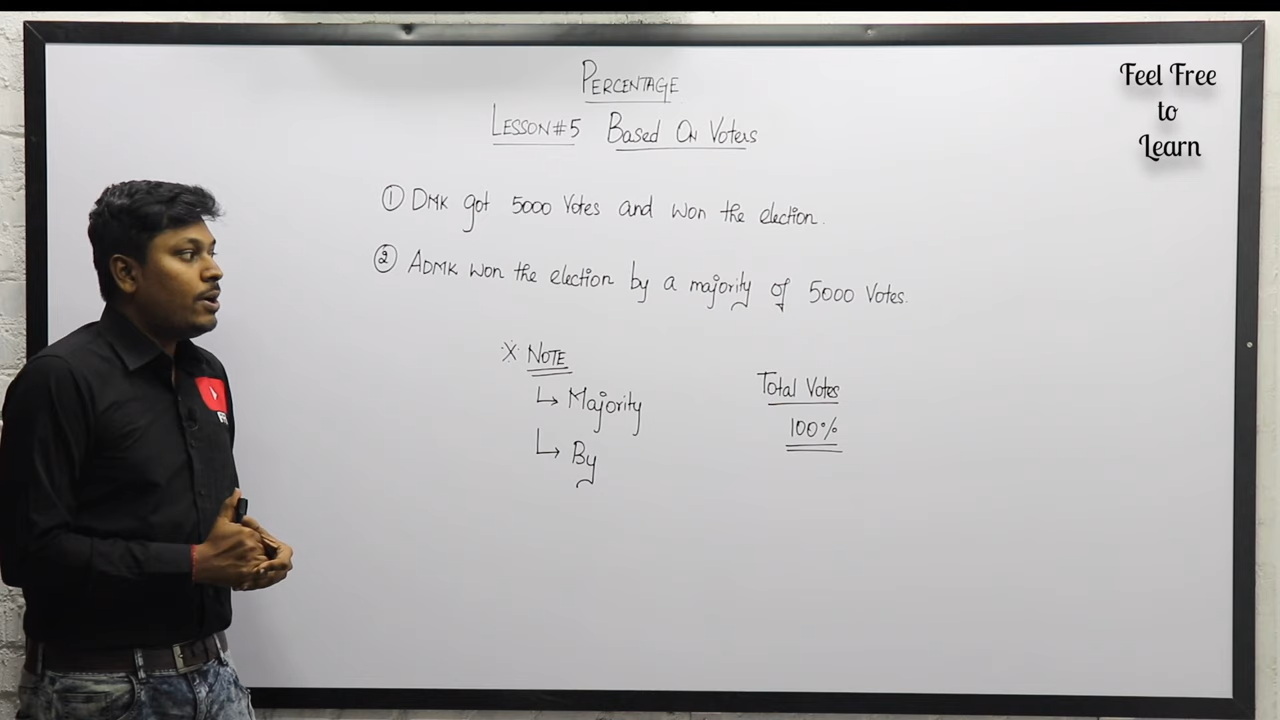 PERCENTAGE
LESSON#5 Based On Voters
① DMK got 5000 Votes and won the election.
② ADMK won the election by a majority of 5000 Votes.
※ NOTE
↳ Majority
↳ By
Total Votes
100%
Feel Free
to
Learn